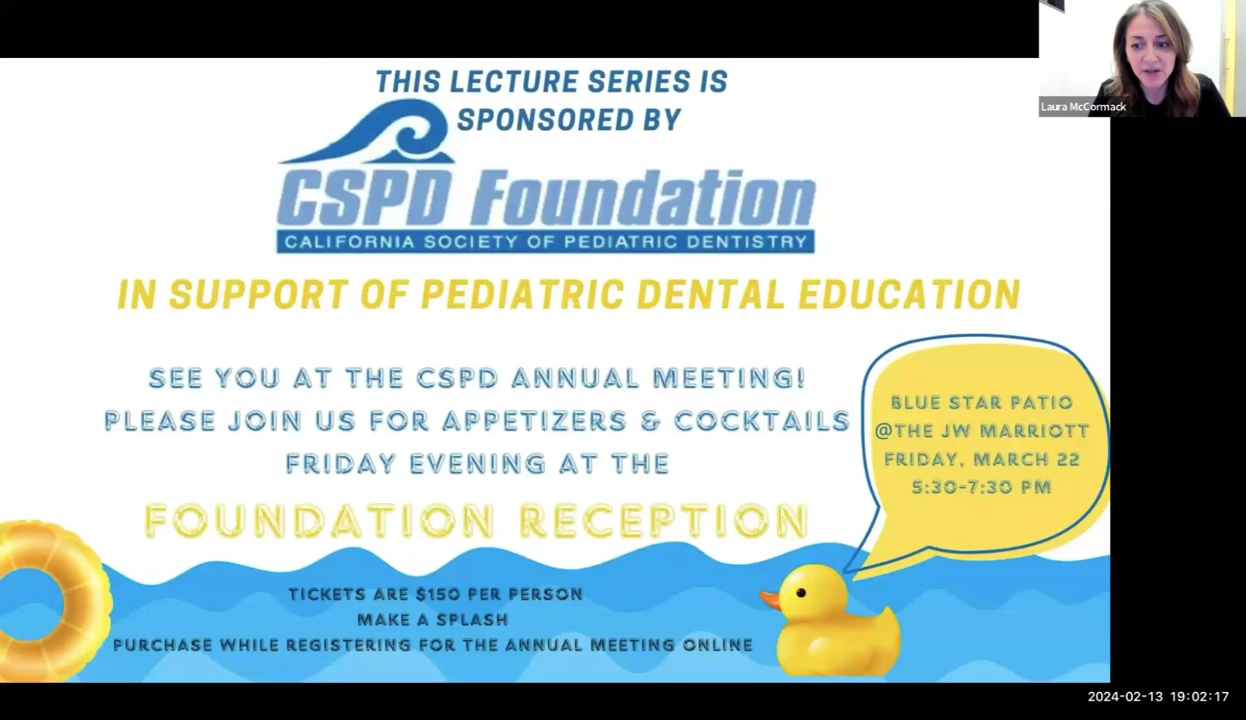 THIS LECTURE SERIES IS
SPONSORED BY
CSPD Foundation
CALIFORNIA SOCIETY OF PEDIATRIC DENTISTRY
IN SUPPORT OF PEDIATRIC DENTAL EDUCATION
SEE YOU AT THE CSPD ANNUAL MEETING!
PLEASE JOIN US FOR APPETIZERS & COCKTAILS
FRIDAY EVENING AT THE
FOUNDATION RECEPTION
BLUE STAR PATIO
@THE JW MARRIOTT
FRIDAY, MARCH 22
5:30-7:30 PM
TICKETS ARE $150 PER PERSON
MAKE A SPLASH
PURCHASE WHILE REGISTERING FOR THE ANNUAL MEETING ONLINE
Laura McCormack
2024-02-13 19:02:17